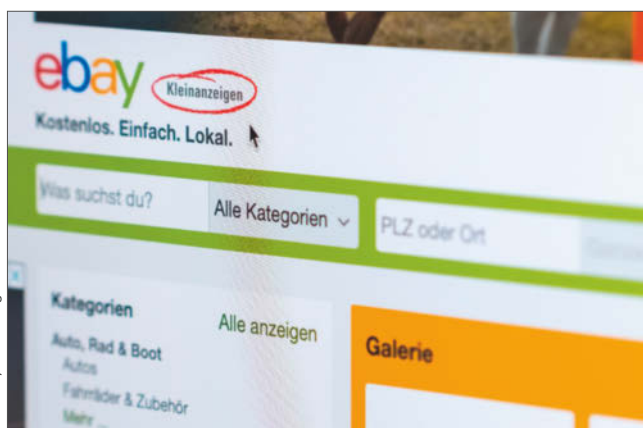 ebay Kleinanzeigen
Kostenlos. Einfach. Lokal.
Was suchst du?
Alle Kategorien
PLZ oder Ort
Kategorien
Alle anzeigen
Galerie
Auto, Rad & Boot
Autos
Fahrräder & Zubehör
Mehr ...